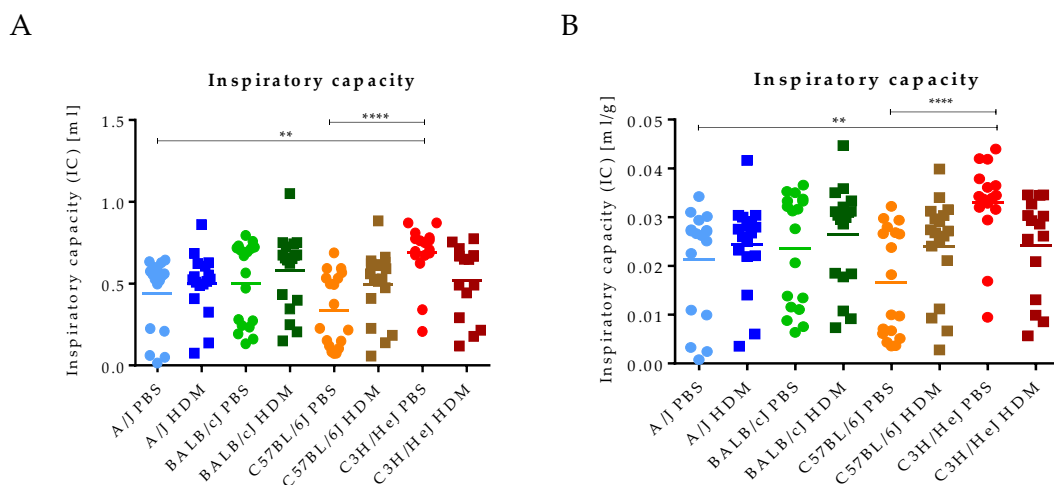 A
B
Inspiratory capacity
Inspiratory capacity (IC) [ml]
1.5
1.0
0.5
0.0
**
****
A/J PBS
A/J HDM
BALB/cJ PBS
BALB/cJ HDM
C57BL/6J PBS
C57BL/6J HDM
C3H/HeJ PBS
C3H/HeJ HDM
Inspiratory capacity
Inspiratory capacity (IC) [ml/g]
0.05
0.04
0.03
0.02
0.01
0.00
**
****
A/J PBS
A/J HDM
BALB/cJ PBS
BALB/cJ HDM
C57BL/6J PBS
C57BL/6J HDM
C3H/HeJ PBS
C3H/HeJ HDM